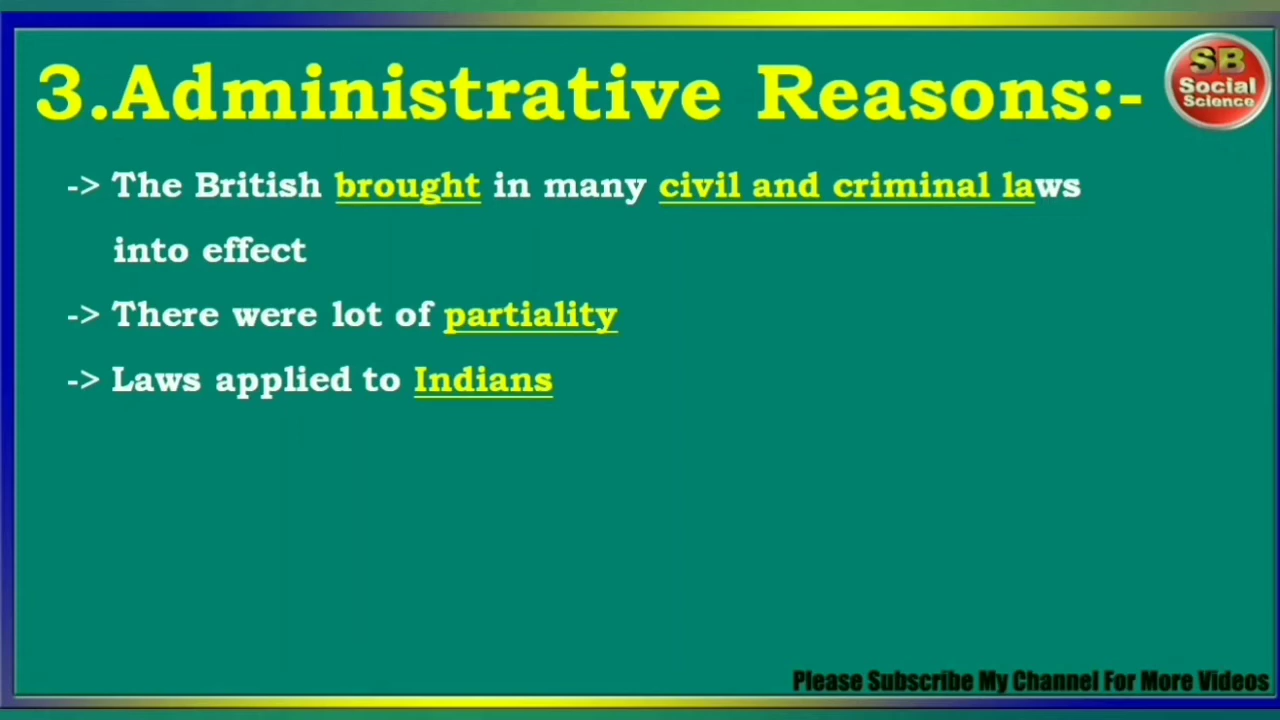 3.Administrative Reasons:-
SB
Social
Science
-> The British brought in many civil and criminal laws
into effect
-> There were lot of partiality
-> Laws applied to Indians
Please Subscribe My Channel For More Videos